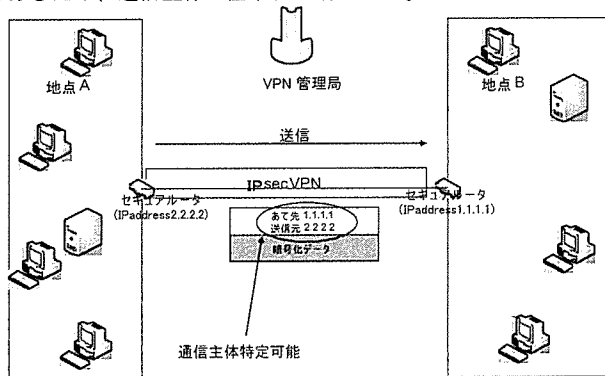 地点A
VPN 管理局
地点B
送信
IPsecVPN
セキュアルータ
(IPaddress2.2.2.2)
セキュアルータ
(IPaddress1.1.1.1)
あて先 1.1.1.1
送信元 2.2.2.2
暗号化データ
通信主体特定可能